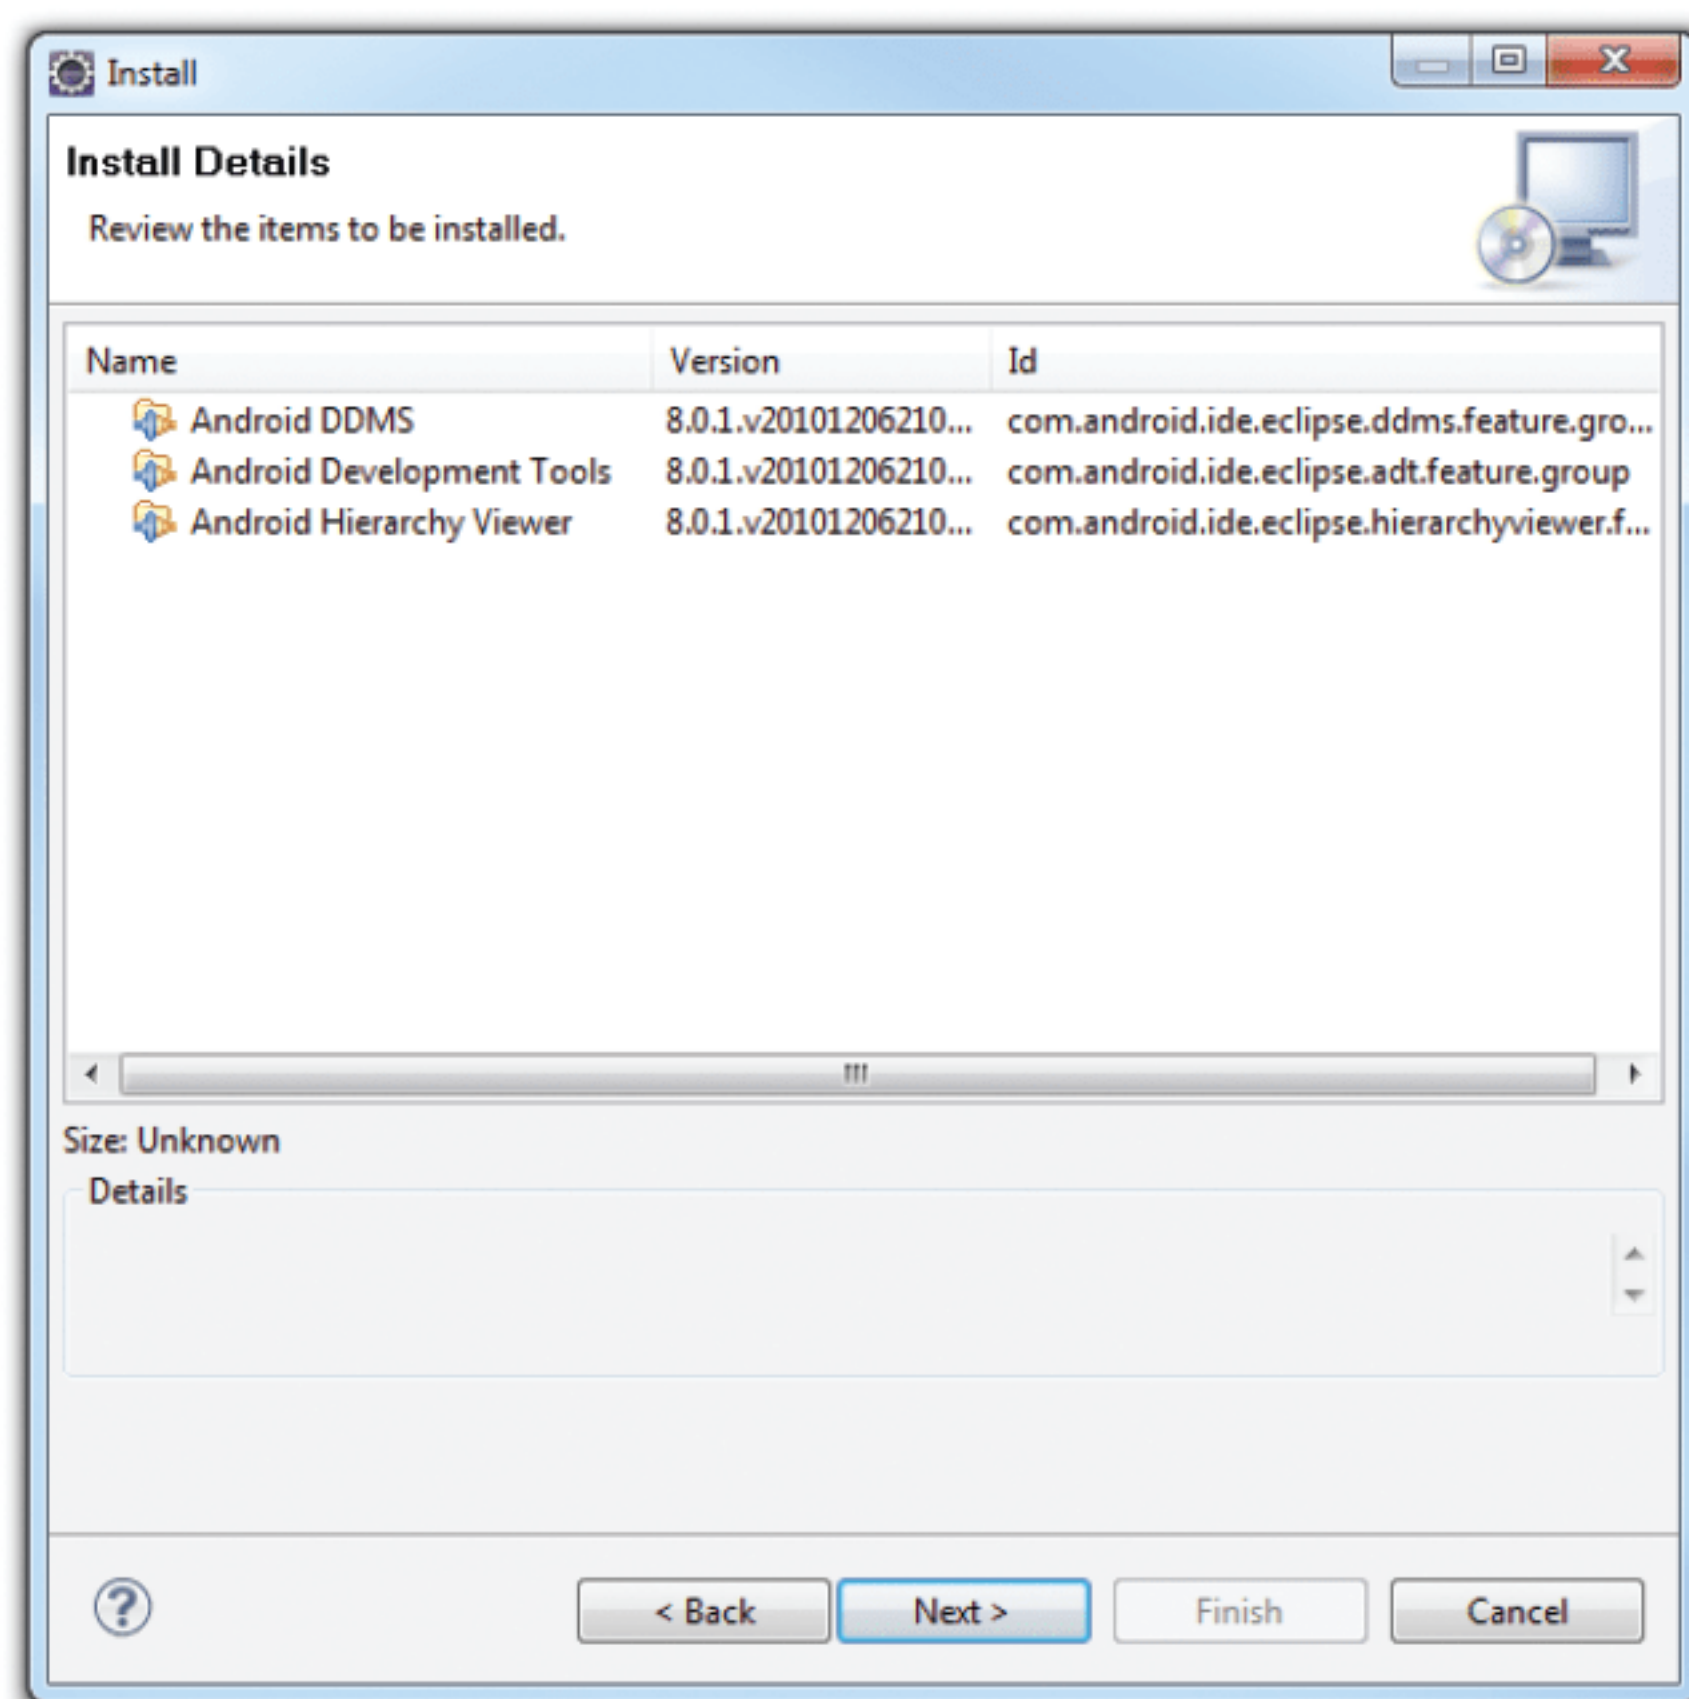 Install
Install Details
Review the items to be installed.
Name Version Id
Android DDMS 8.0.1.v20101206210... com.android.ide.eclipse.ddms.feature.gro...
Android Development Tools 8.0.1.v20101206210... com.android.ide.eclipse.adt.feature.group
Android Hierarchy Viewer 8.0.1.v20101206210... com.android.ide.eclipse.hierarchyviewer.f...
Size: Unknown
Details
< Back Next > Finish Cancel